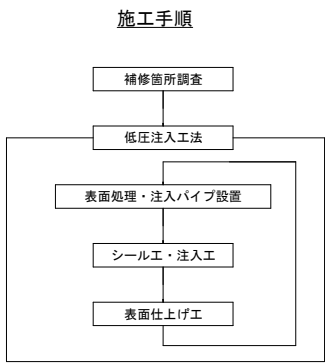 施工手順
補修箇所調査
低圧注入工法
表面処理・注入パイプ設置
シール工・注入工
表面仕上げ工